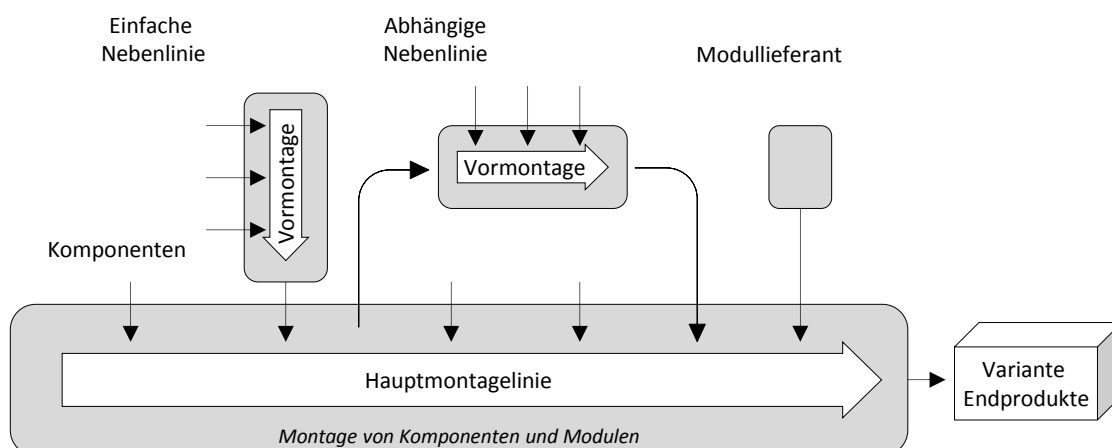 Einfache
Nebenlinie
Abhängige
Nebenlinie
Modullieferant
Vormontage
Vormontage
Komponenten
Hauptmontagelinie
Variante
Endprodukte
Montage von Komponenten und Modulen